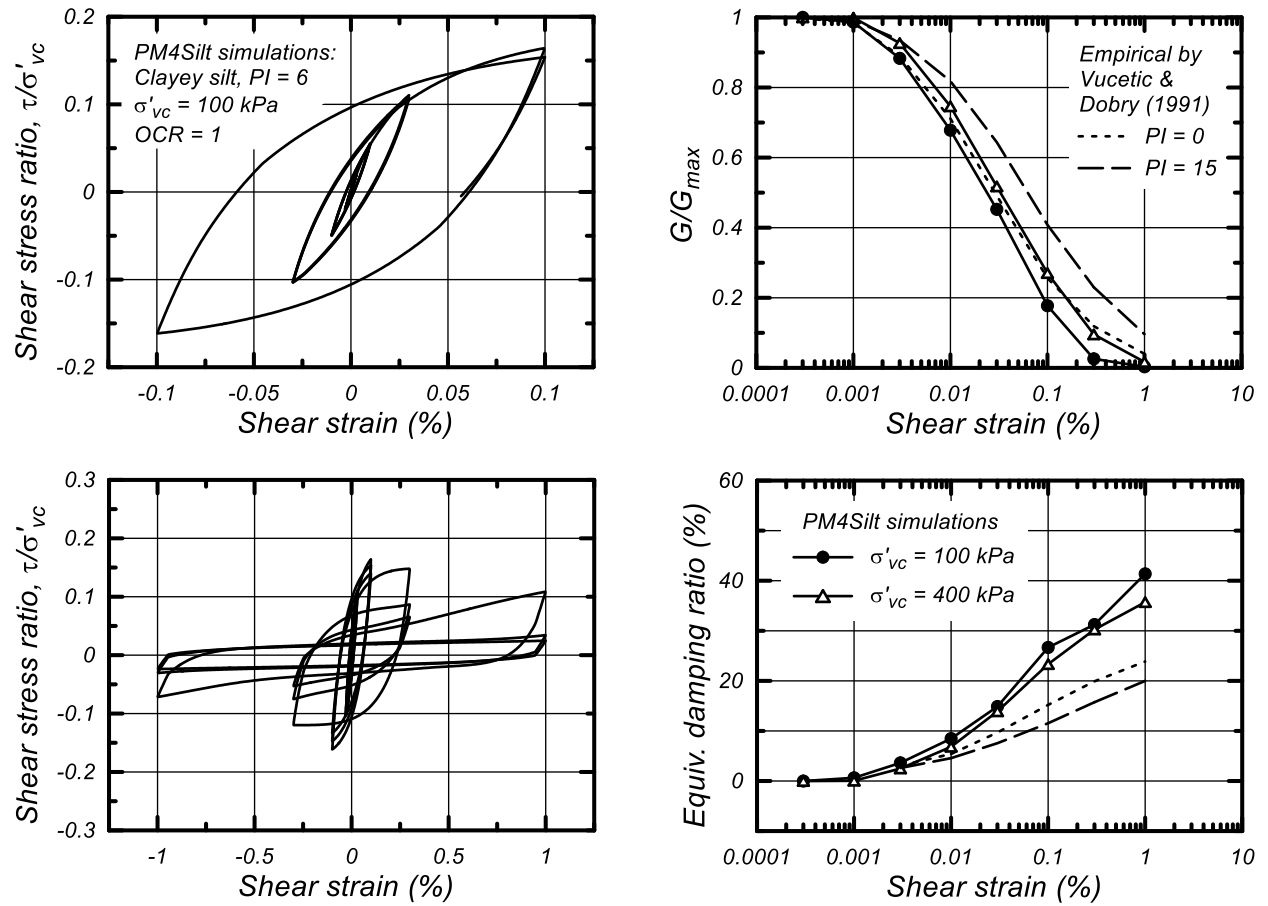 0.2
0.1
0
-0.1
-0.2
Shear stress ratio, τ/σ'vc
PM4Silt simulations:
Clayey silt, PI = 6
σ'vc = 100 kPa
OCR = 1
-0.1
-0.05
0
0.05
0.1
Shear strain (%)
1
0.8
0.6
0.4
0.2
0
G/Gmax
Empirical by
Vucetic &
Dobry (1991)
PI = 0
PI = 15
0.0001
0.001
0.01
0.1
1
10
Shear strain (%)
0.3
0.2
0.1
0
-0.1
-0.2
-0.3
Shear stress ratio, τ/σ'vc
-1
-0.5
0
0.5
1
Shear strain (%)
60
40
20
0
Equiv. damping ratio (%)
PM4Silt simulations
σ'vc = 100 kPa
σ'vc = 400 kPa
0.0001
0.001
0.01
0.1
1
10
Shear strain (%)